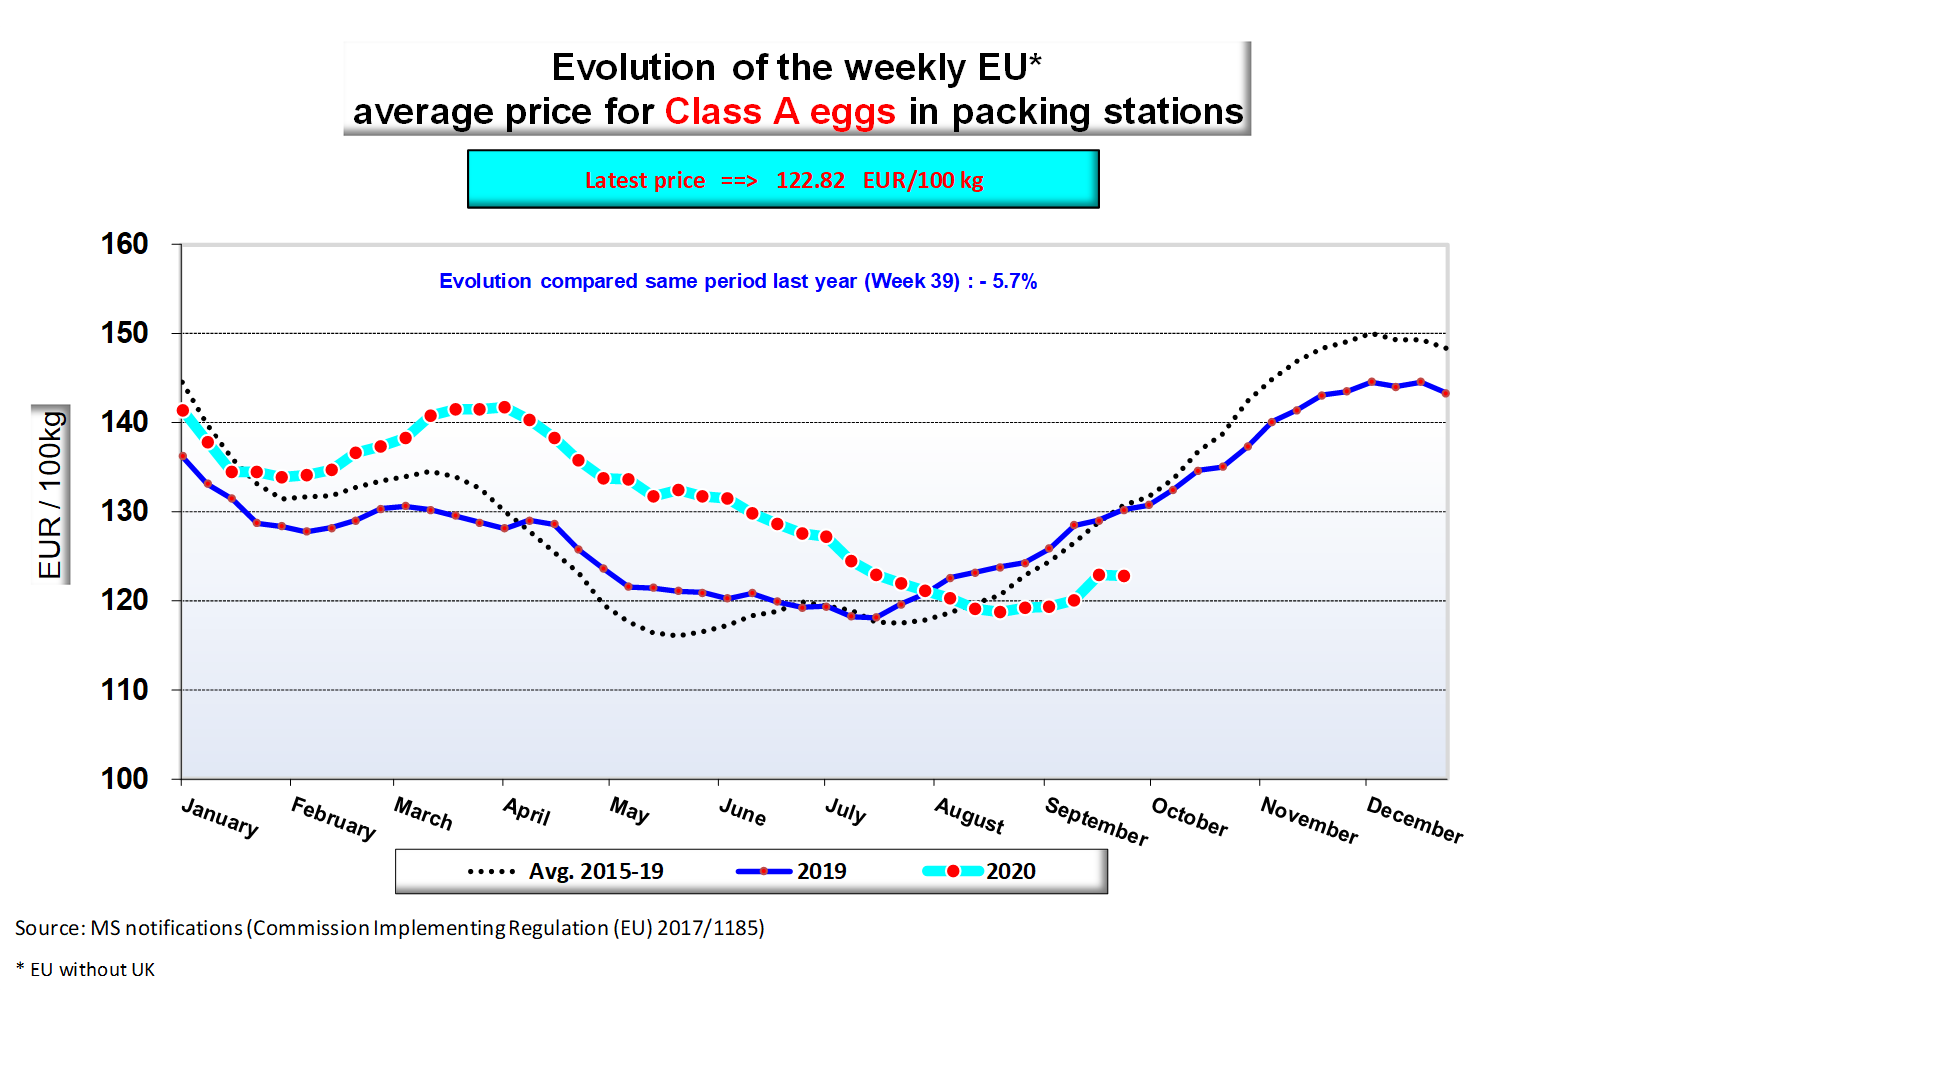 Evolution of the weekly EU*
average price for Class A eggs in packing stations
Latest price ==> 122.82 EUR/100 kg
Evolution compared same period last year (Week 39) : - 5.7%
EUR / 100kg
160
150
140
130
120
110
100
January
February
March
April
May
June
July
August
September
October
November
December
Avg. 2015-19
2019
2020
Source: MS notifications (Commission Implementing Regulation (EU) 2017/1185)
* EU without UK